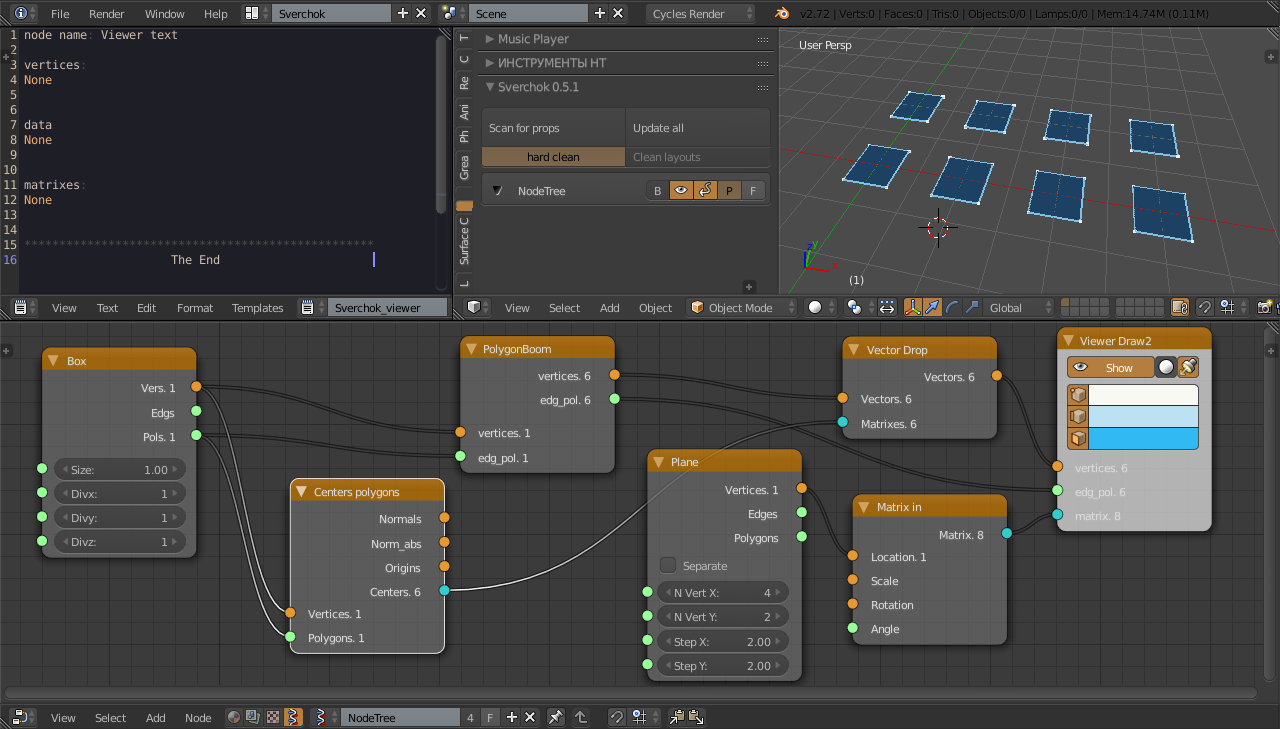 File Render Window Help Sverchok Scene Cycles Render v2.72 | Verts:0 | Faces:0 | Tris:0 | Objects:0/0 | Lamps:0/0 | Mem:14.74M (0.11M)
1 node name: Viewer text
2
3 vertices:
4 None
5
6
7 data
8 None
9
10
11 matrixes:
12 None
13
14
15 **************************************************
16 The End
View Text Edit Format Templates Sverchok_viewer
T
C
Re
Ani
Ph
Grea
Surface C
L
Music Player
ИНСТРУМЕНТЫ НТ
Sverchok 0.5.1
Scan for props Update all
hard clean Clean layouts
NodeTree B P F
User Persp
z y x
(1)
View Select Add Object Object Mode Global
Box
Vers. 1
Edgs
Pols. 1
Size: 1.00
Divx: 1
Divy: 1
Divz: 1
Centers polygons
Normals
Norm_abs
Origins
Centers. 6
Vertices. 1
Polygons. 1
PolygonBoom
vertices. 6
edg_pol. 6
vertices. 1
edg_pol. 1
Plane
Vertices. 1
Edges
Polygons
Separate
N Vert X: 4
N Vert Y: 2
Step X: 2.00
Step Y: 2.00
Vector Drop
Vectors. 6
Vectors. 6
Matrixes. 6
Matrix in
Matrix. 8
Location. 1
Scale
Rotation
Angle
Viewer Draw2
Show
vertices. 6
edg_pol. 6
matrix. 8
View Select Add Node NodeTree 4 F